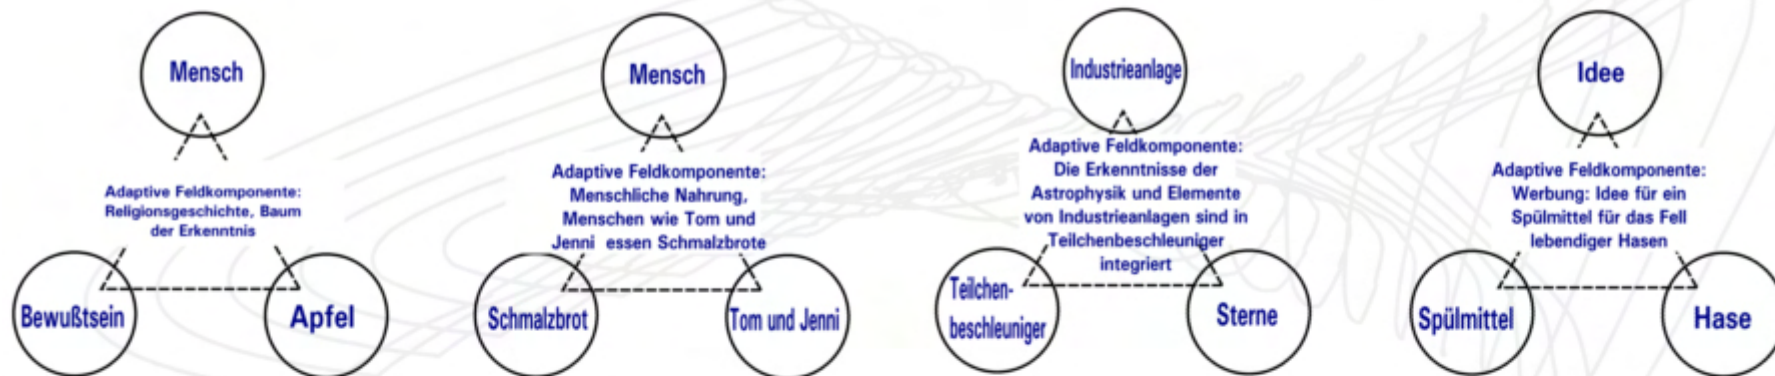 Mensch
Adaptive Feldkomponente:
Religionsgeschichte, Baum
der Erkenntnis
Bewußtsein
Apfel
Mensch
Adaptive Feldkomponente:
Menschliche Nahrung,
Menschen wie Tom und
Jenni essen Schmalzbrote
Schmalzbrot
Tom und Jenni
Industrieanlage
Adaptive Feldkomponente:
Die Erkenntnisse der
Astrophysik und Elemente
von Industrieanlagen sind in
Teilchenbeschleuniger
integriert
Teilchen-
beschleuniger
Sterne
Idee
Adaptive Feldkomponente:
Werbung: Idee für ein
Spülmittel für das Fell
lebendiger Hasen
Spülmittel
Hase